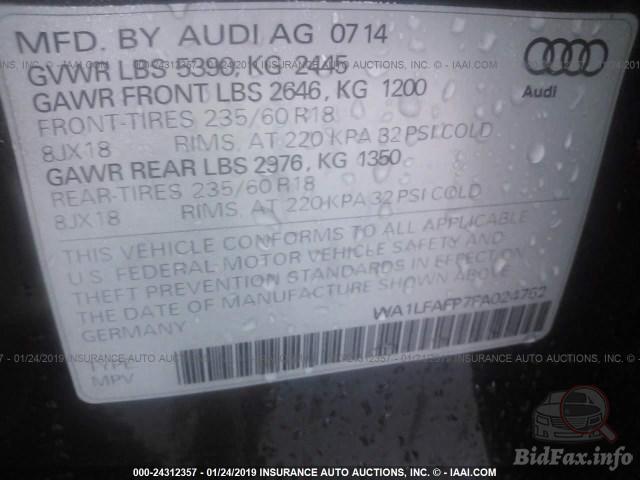 MFD. BY AUDI AG 0714
GVWR LBS 5390, KG 2445
GAWR FRONT LBS 2646, KG 1200
FRONT-TIRES 235/60 R18
8JX18 RIMS. AT 220 KPA 32 PSI COLD
GAWR REAR LBS 2976, KG 1350
REAR-TIRES 235/60 R18
8JX18 RIMS. AT 220 KPA 32 PSI COLD
Audi
THIS VEHICLE CONFORMS TO ALL APPLICABLE
U.S. FEDERAL MOTOR VEHICLE SAFETY AND
THEFT PREVENTION STANDARDS IN EFFECT ON
THE DATE OF MANUFACTURE SHOWN ABOVE.
GERMANY
WA1LFAFP7FA024752
TYPE:
MPV
000-24312357 - 01/24/2019 INSURANCE AUTO AUCTIONS, INC. - © IAAI.COM
BidFax.info